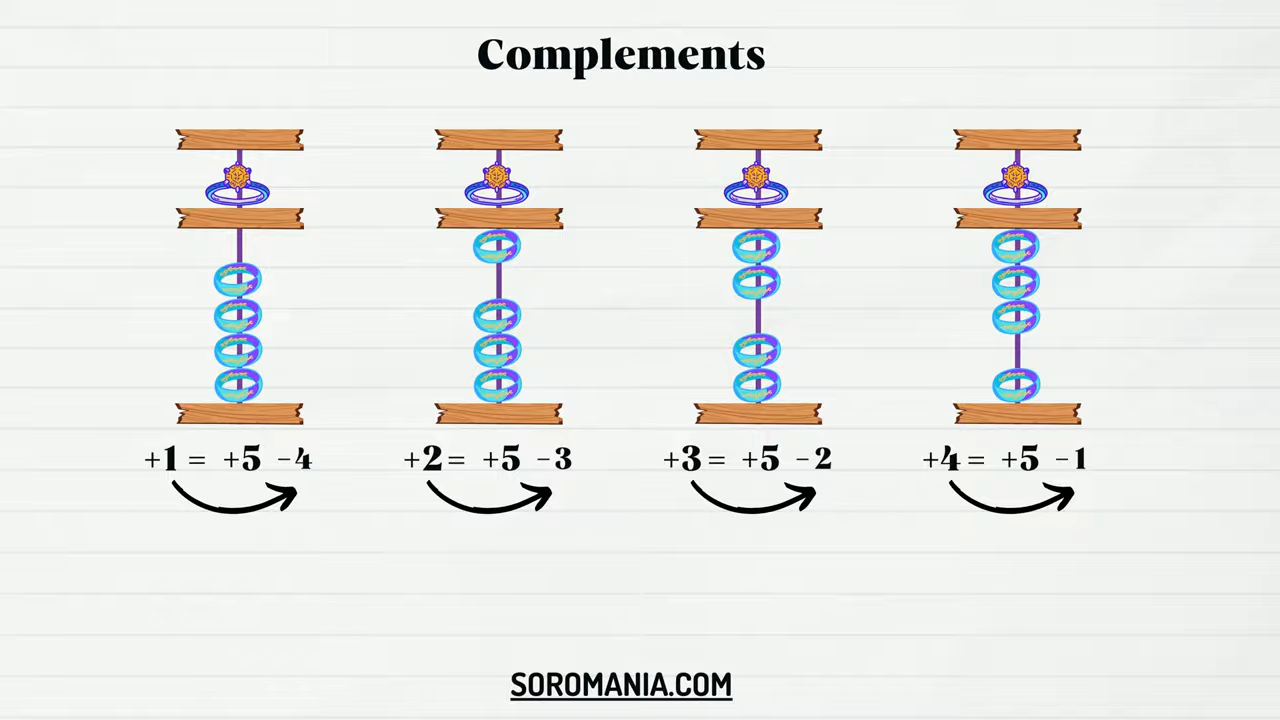 Complements
+1 = +5 -4
+2 = +5 -3
+3 = +5 -2
+4 = +5 -1
SOROMANIA.COM